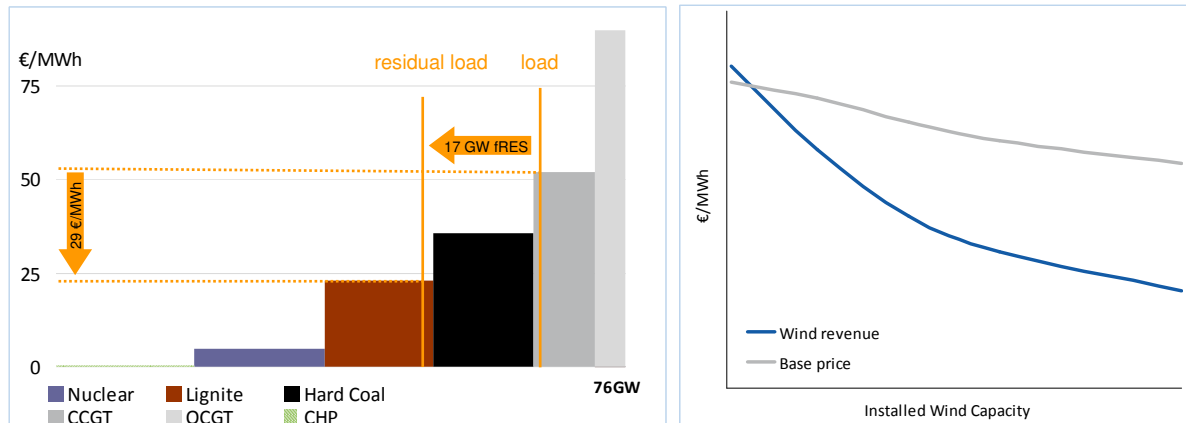 €/MWh
residual load
load
75
17 GW fRES
50
29 €/MWh
25
0
76GW
Nuclear
Lignite
Hard Coal
CCGT
OCGT
CHP
€/MWh
Wind revenue
Base price
Installed Wind Capacity